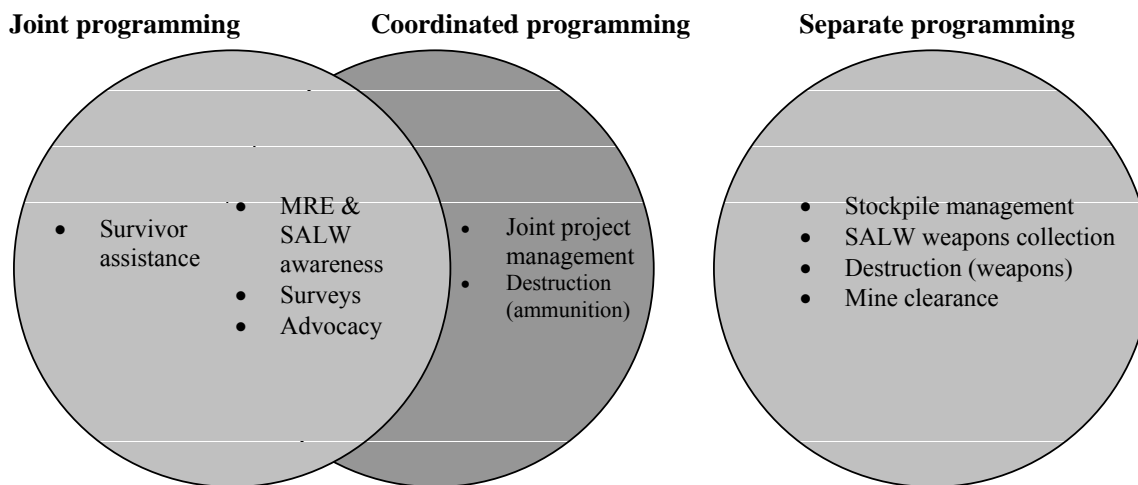 Joint programming
Coordinated programming
Separate programming
• Survivor
assistance
• MRE &
SALW
awareness
• Surveys
• Advocacy
• Joint project
management
• Destruction
(ammunition)
• Stockpile management
• SALW weapons collection
• Destruction (weapons)
• Mine clearance